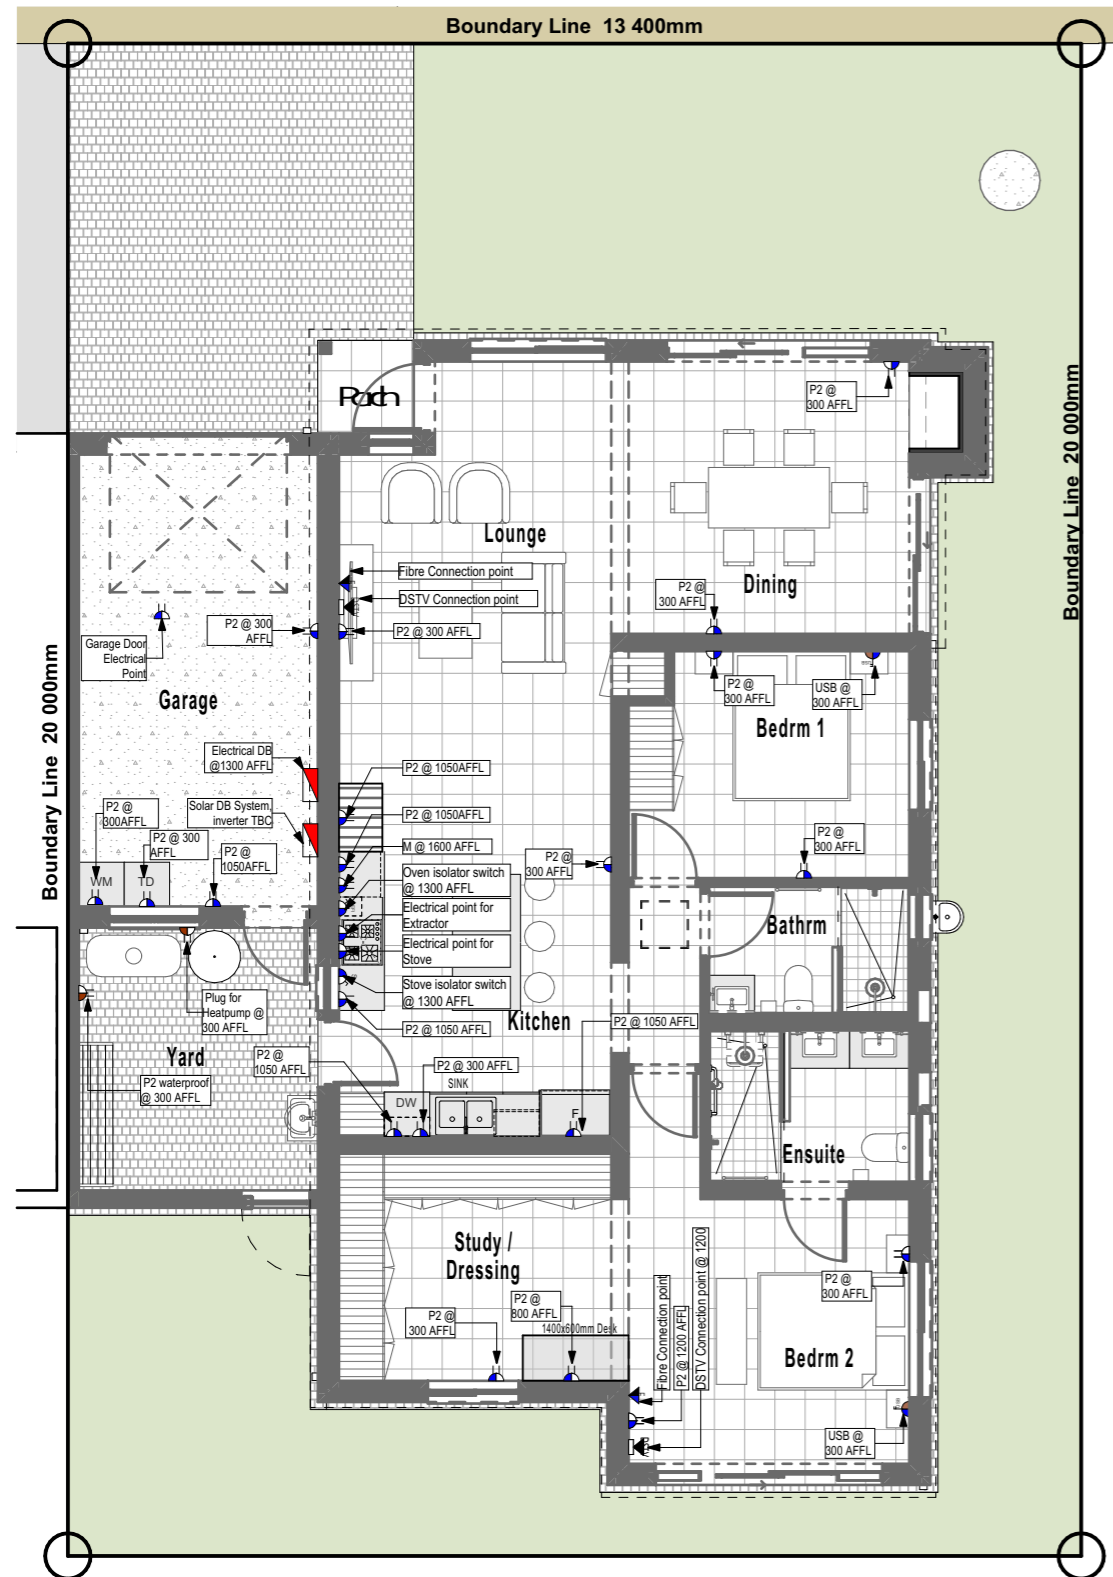 Boundary Line  13 400mm
Porch
P2 @
300 AFFL
Boundary Line  20 000mm
Lounge
Dining
Fibre Connection point
DSTV Connection point
P2 @ 300 AFFL
P2 @
300 AFFL
P2 @ 300
AFFL
Garage Door
Electrical
Point
Garage
P2 @
300 AFFL
USB @
300 AFFL
Bedrm 1
Boundary Line  20 000mm
Electrical DB
@1300 AFFL
Solar DB System,
inverter TBC
P2 @ 1050AFFL
P2 @ 1050AFFL
M @ 1600 AFFL
P2 @
300AFFL
P2 @ 300
AFFL
P2 @
1050AFFL
WM
TD
Oven isolator switch
@ 1300 AFFL
Electrical point for
Extractor
Electrical point for
Stove
Stove isolator switch
@ 1300 AFFL
P2 @ 1050 AFFL
P2 @
300 AFFL
P2 @
300 AFFL
Bathrm
Kitchen
P2 @ 1050 AFFL
Plug for
Heatpump @
300 AFFL
Yard
P2 waterproof
@ 300 AFFL
P2 @
1050 AFFL
P2 @ 300 AFFL
SINK
DW
F
Ensuite
Study /
Dressing
P2 @
300 AFFL
P2 @
800 AFFL
1400x600mm Desk
Fibre Connection point
P2 @ 1200 AFFL
DSTV Connection point @ 1200
P2 @
300 AFFL
Bedrm 2
USB @
300 AFFL